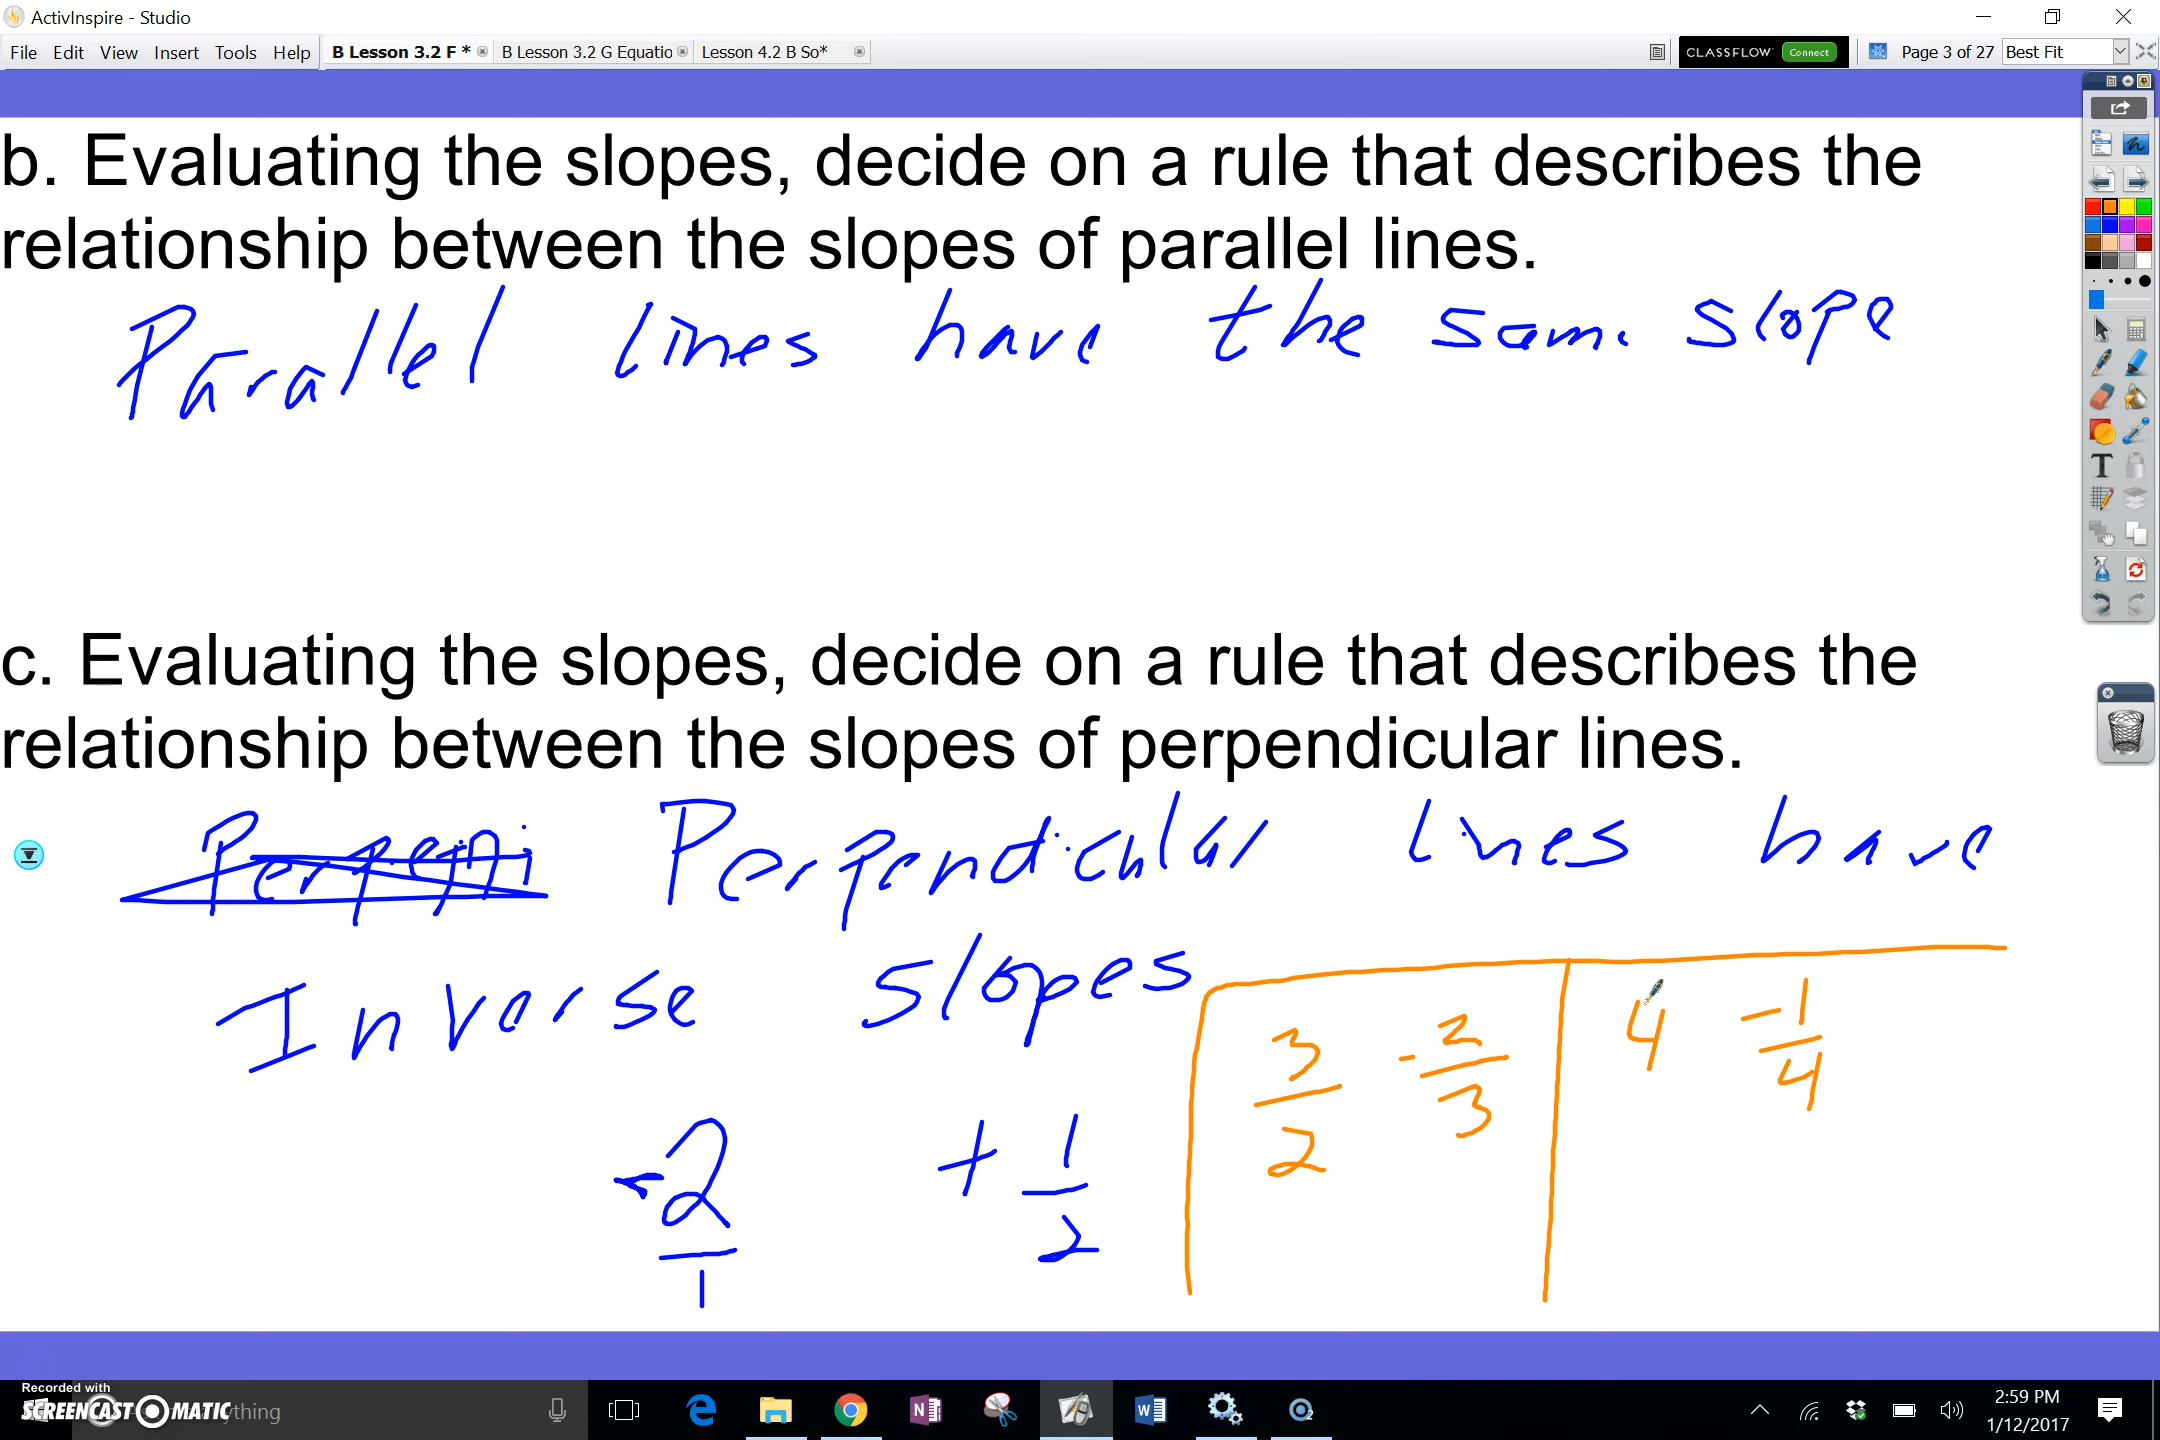 ActivInspire - Studio
File Edit View Insert Tools Help B Lesson 3.2 F * B Lesson 3.2 G Equatio Lesson 4.2 B So* CLASSFLOW Connect Page 3 of 27 Best Fit
b. Evaluating the slopes, decide on a rule that describes the
relationship between the slopes of parallel lines.
Parallel lines have the same slope
c. Evaluating the slopes, decide on a rule that describes the
relationship between the slopes of perpendicular lines.
Perpendicular lines have
Inverse slopes
-2/1 +1/2
3/2 -2/3 4 -1/4
Recorded with
SCREENCAST MATIC ything
2:59 PM
1/12/2017